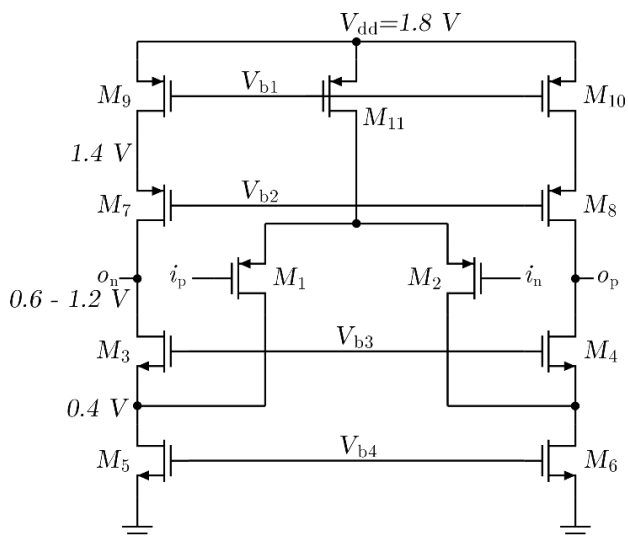 V_dd=1.8 V
M_9 V_b1 M_10
M_11
1.4 V
M_7 V_b2 M_8
o_n i_p M_1 M_2 i_n o_p
0.6 - 1.2 V
M_3 V_b3 M_4
0.4 V
M_5 V_b4 M_6